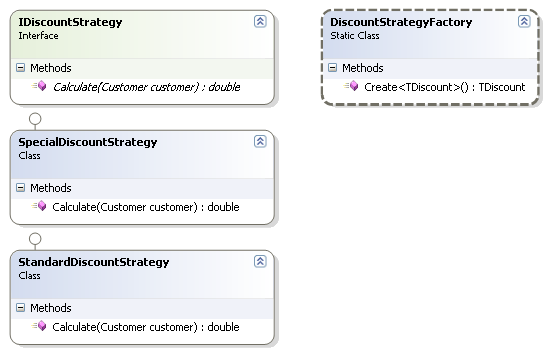 IDiscountStrategy
Interface
Methods
Calculate(Customer customer) : double
DiscountStrategyFactory
Static Class
Methods
Create<TDiscount>() : TDiscount
SpecialDiscountStrategy
Class
Methods
Calculate(Customer customer) : double
StandardDiscountStrategy
Class
Methods
Calculate(Customer customer) : double